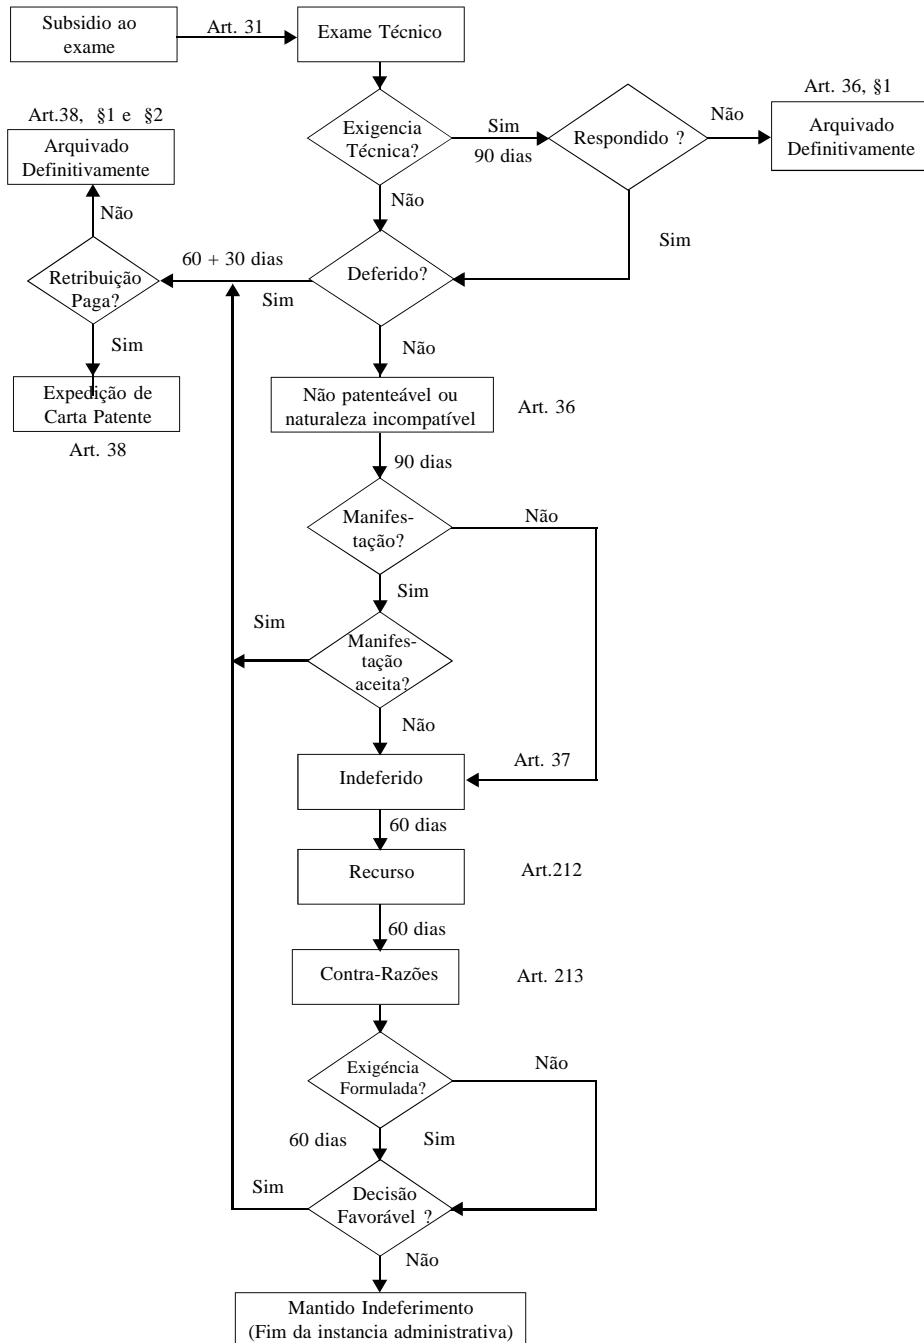 Subsidio ao
exame
Art. 31
Exame Técnico
Art.38, §1 e §2
Arquivado
Definitivamente
Exigencia
Técnica?
Sim
90 dias
Respondido ?
Não
Art. 36, §1
Arquivado
Definitivamente
Não
Não
Sim
Retribuição
Paga?
60 + 30 dias
Sim
Deferido?
Sim
Não
Expedição de
Carta Patente
Art. 38
Não patenteável ou
naturaleza incompatível
Art. 36
90 dias
Manifes-
tação?
Não
Sim
Sim
Manifes-
tação
aceita?
Não
Art. 37
Indeferido
60 dias
Recurso
Art.212
60 dias
Contra-Razões
Art. 213
Exigéncia
Formulada?
Não
60 dias
Sim
Sim
Decisão
Favorável ?
Não
Mantido Indeferimento
(Fim da instancia administrativa)